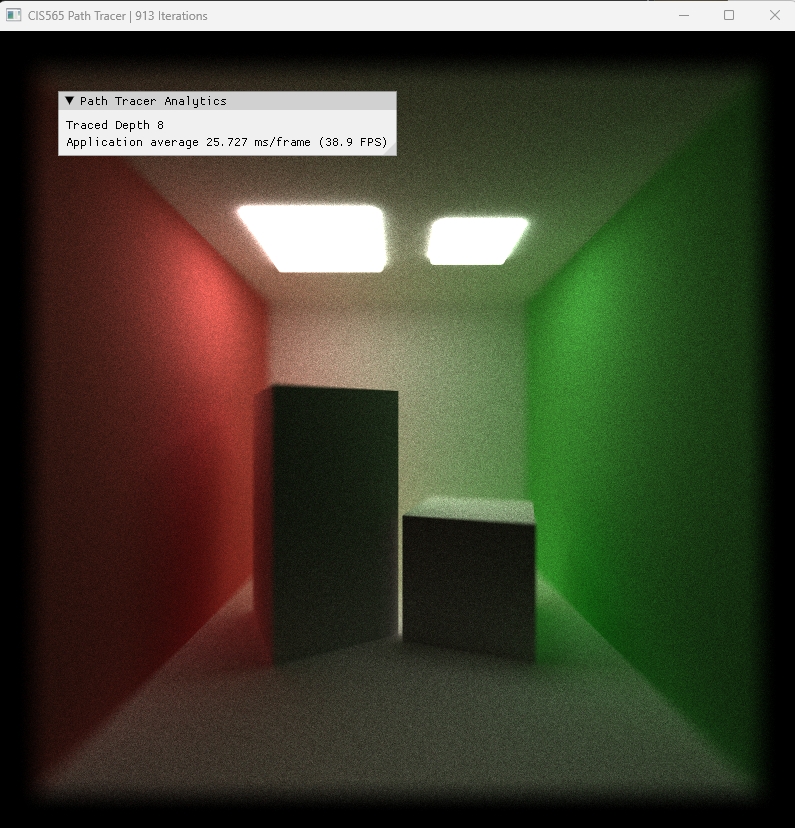 CIS565 Path Tracer | 913 Iterations
Path Tracer Analytics
Traced Depth 8
Application average 25.727 ms/frame (38.9 FPS)